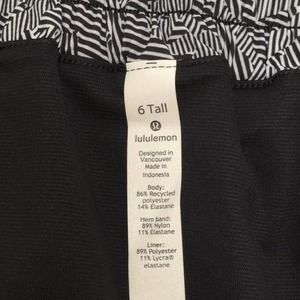 6 Tall
lululemon
Designed in
Vancouver
Made in
Indonesia
Body:
86% Recycled
polyester
14% Elastane
Hem band:
89% Nylon
11% Elastane
Liner:
89% Polyester
11% Lycra®
elastane